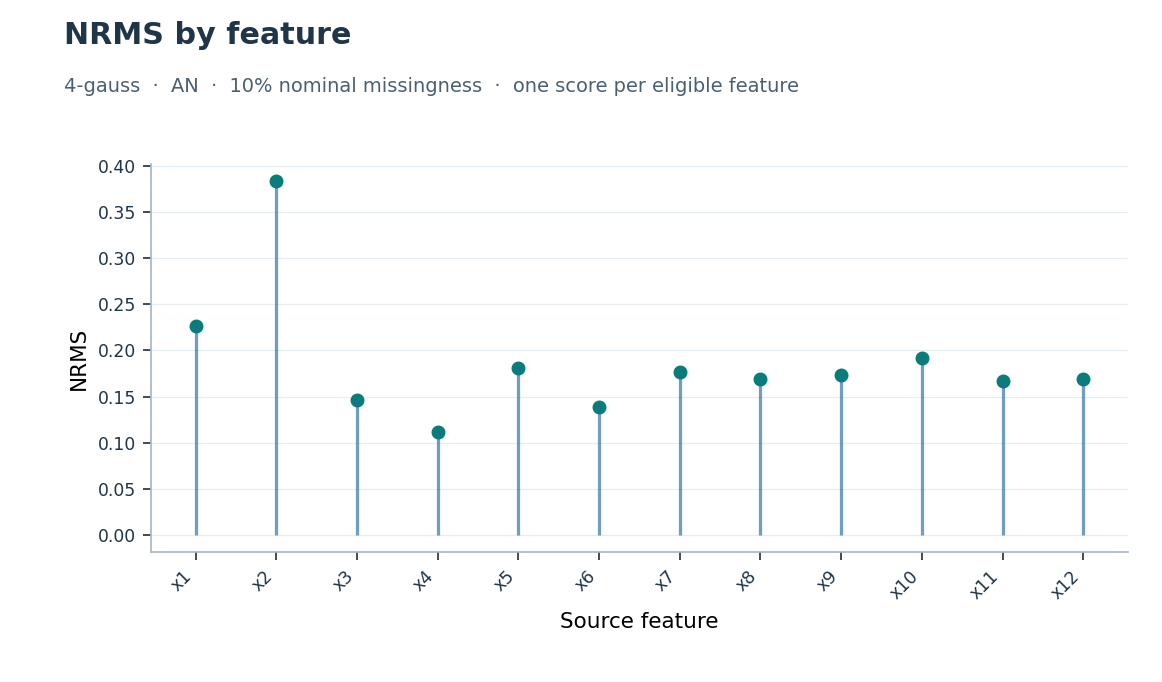 NRMS by feature
4-gauss · AN · 10% nominal missingness · one score per eligible feature
0.40
0.35
0.30
0.25
0.20
0.15
0.10
0.05
0.00
NRMS
x1 x2 x3 x4 x5 x6 x7 x8 x9 x10 x11 x12
Source feature